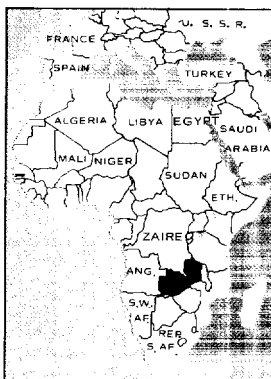 U. S. S. R.
FRANCE
SPAIN
TURKEY
ALGERIA
LIBYA
EGYPT
SAUDI
ARABIA
MALI
NIGER
SUDAN
ETH.
ZAIRE
ANG.
S.W.
AF.
REP.
S. AF.